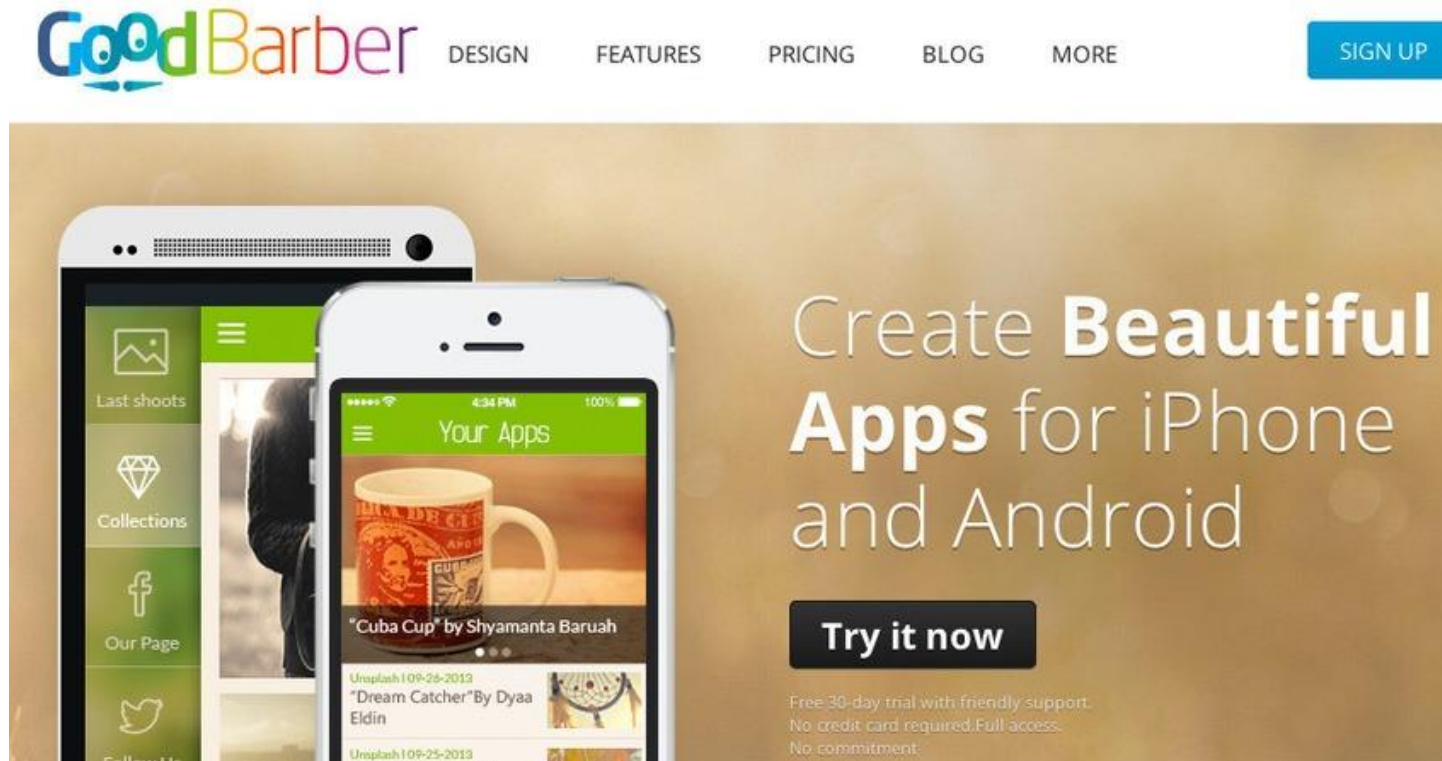 GoodBarber
DESIGN
FEATURES
PRICING
BLOG
MORE
SIGN UP
Last shoots
Collections
Our Page
Follow Us
4:34 PM
100%
Your Apps
"Cuba Cup" by Shyamanta Baruah
Unsplash | 09-26-2013
"Dream Catcher"By Dyaa
Eldin
Unsplash | 09-25-2013
Create Beautiful
Apps for iPhone
and Android
Try it now
Free 30-day trial with friendly support.
No credit card required.Full access.
No commitment